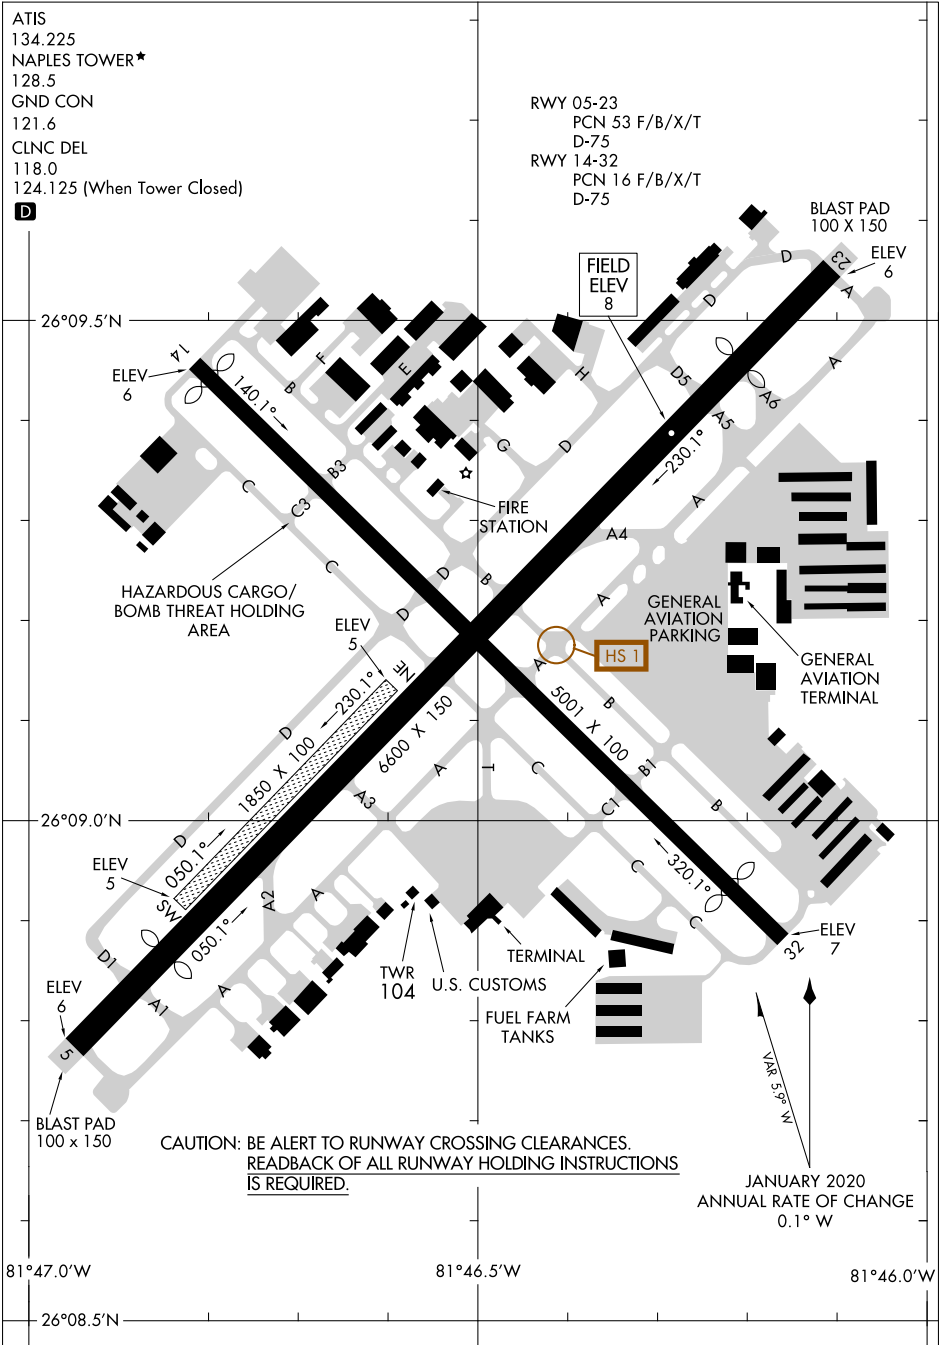 ATIS
134.225
NAPLES TOWER★
128.5
GND CON
121.6
CLNC DEL
118.0
124.125 (When Tower Closed)
D
RWY 05-23
PCN 53 F/B/X/T
D-75
RWY 14-32
PCN 16 F/B/X/T
D-75
BLAST PAD
100 X 150
23
ELEV
6
D
A
FIELD
ELEV
8
D
26°09.5'N
14
ELEV
6
140.1°
B
F
E
H
D5
A
A6
A5
G
D
230.1°
B3
C
C3
A
FIRE
STATION
A4
HAZARDOUS CARGO/
BOMB THREAT HOLDING
AREA
C
D
B
D
A
GENERAL
AVIATION
PARKING
ELEV
5
HS 1
GENERAL
AVIATION
TERMINAL
NE
230.1°
A
5001 X 100
B
D
1850 X 100
6600 X 150
A
T
C
B1
A3
C1
B
26°09.0'N
D
050.1°
320.1°
ELEV
5
SW
A2
A
C
C
050.1°
32
ELEV
7
D1
TERMINAL
TWR
104
U.S. CUSTOMS
ELEV
6
A1
A
FUEL FARM
TANKS
5
VAR 5.9° W
BLAST PAD
100 x 150
CAUTION: BE ALERT TO RUNWAY CROSSING CLEARANCES.
READBACK OF ALL RUNWAY HOLDING INSTRUCTIONS
IS REQUIRED.
JANUARY 2020
ANNUAL RATE OF CHANGE
0.1° W
81°47.0'W
81°46.5'W
81°46.0'W
26°08.5'N